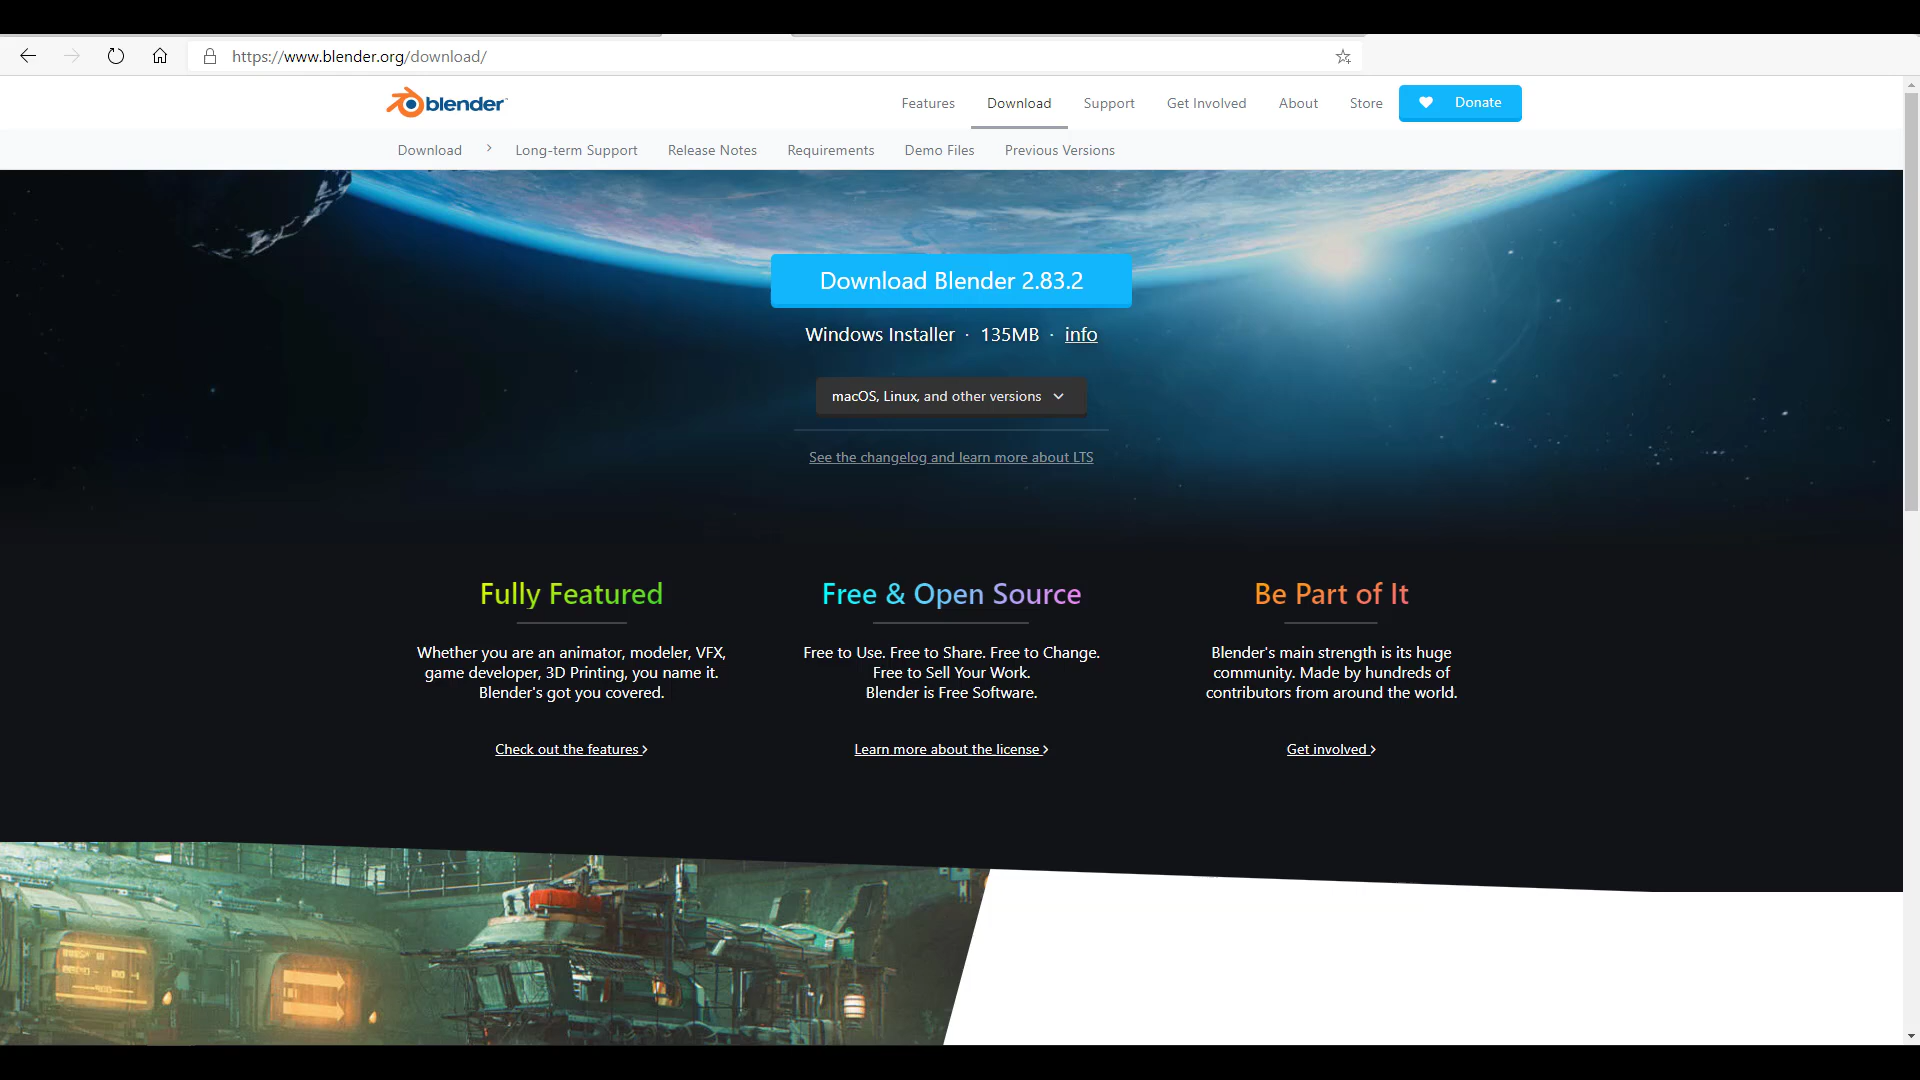 https://www.blender.org/download/
blender
Features Download Support Get Involved About Store Donate
Download Long-term Support Release Notes Requirements Demo Files Previous Versions
Download Blender 2.83.2
Windows Installer · 135MB · info
macOS, Linux, and other versions
See the changelog and learn more about LTS
Fully Featured
Whether you are an animator, modeler, VFX,
game developer, 3D Printing, you name it.
Blender's got you covered.
Check out the features
Free & Open Source
Free to Use. Free to Share. Free to Change.
Free to Sell Your Work.
Blender is Free Software.
Learn more about the license
Be Part of It
Blender's main strength is its huge
community. Made by hundreds of
contributors from around the world.
Get involved